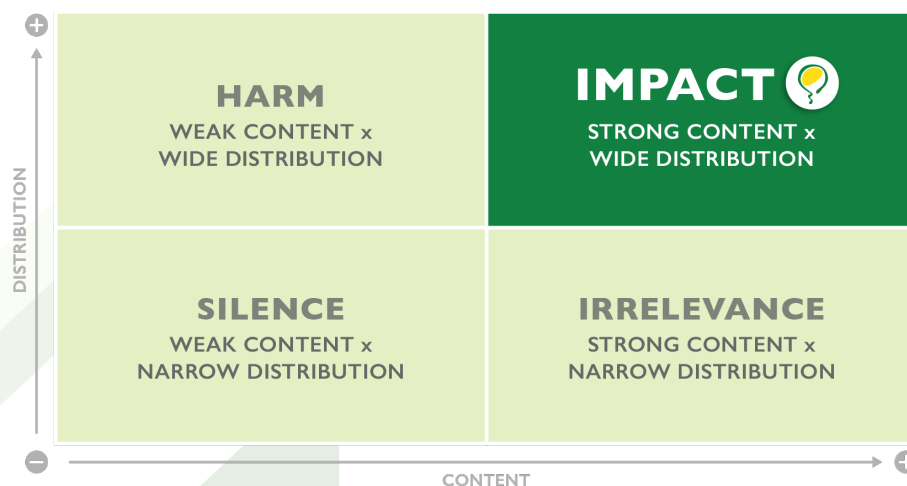 HARM
WEAK CONTENT x
WIDE DISTRIBUTION
IMPACT
STRONG CONTENT x
WIDE DISTRIBUTION
DISTRIBUTION
SILENCE
WEAK CONTENT x
NARROW DISTRIBUTION
IRRELEVANCE
STRONG CONTENT x
NARROW DISTRIBUTION
CONTENT